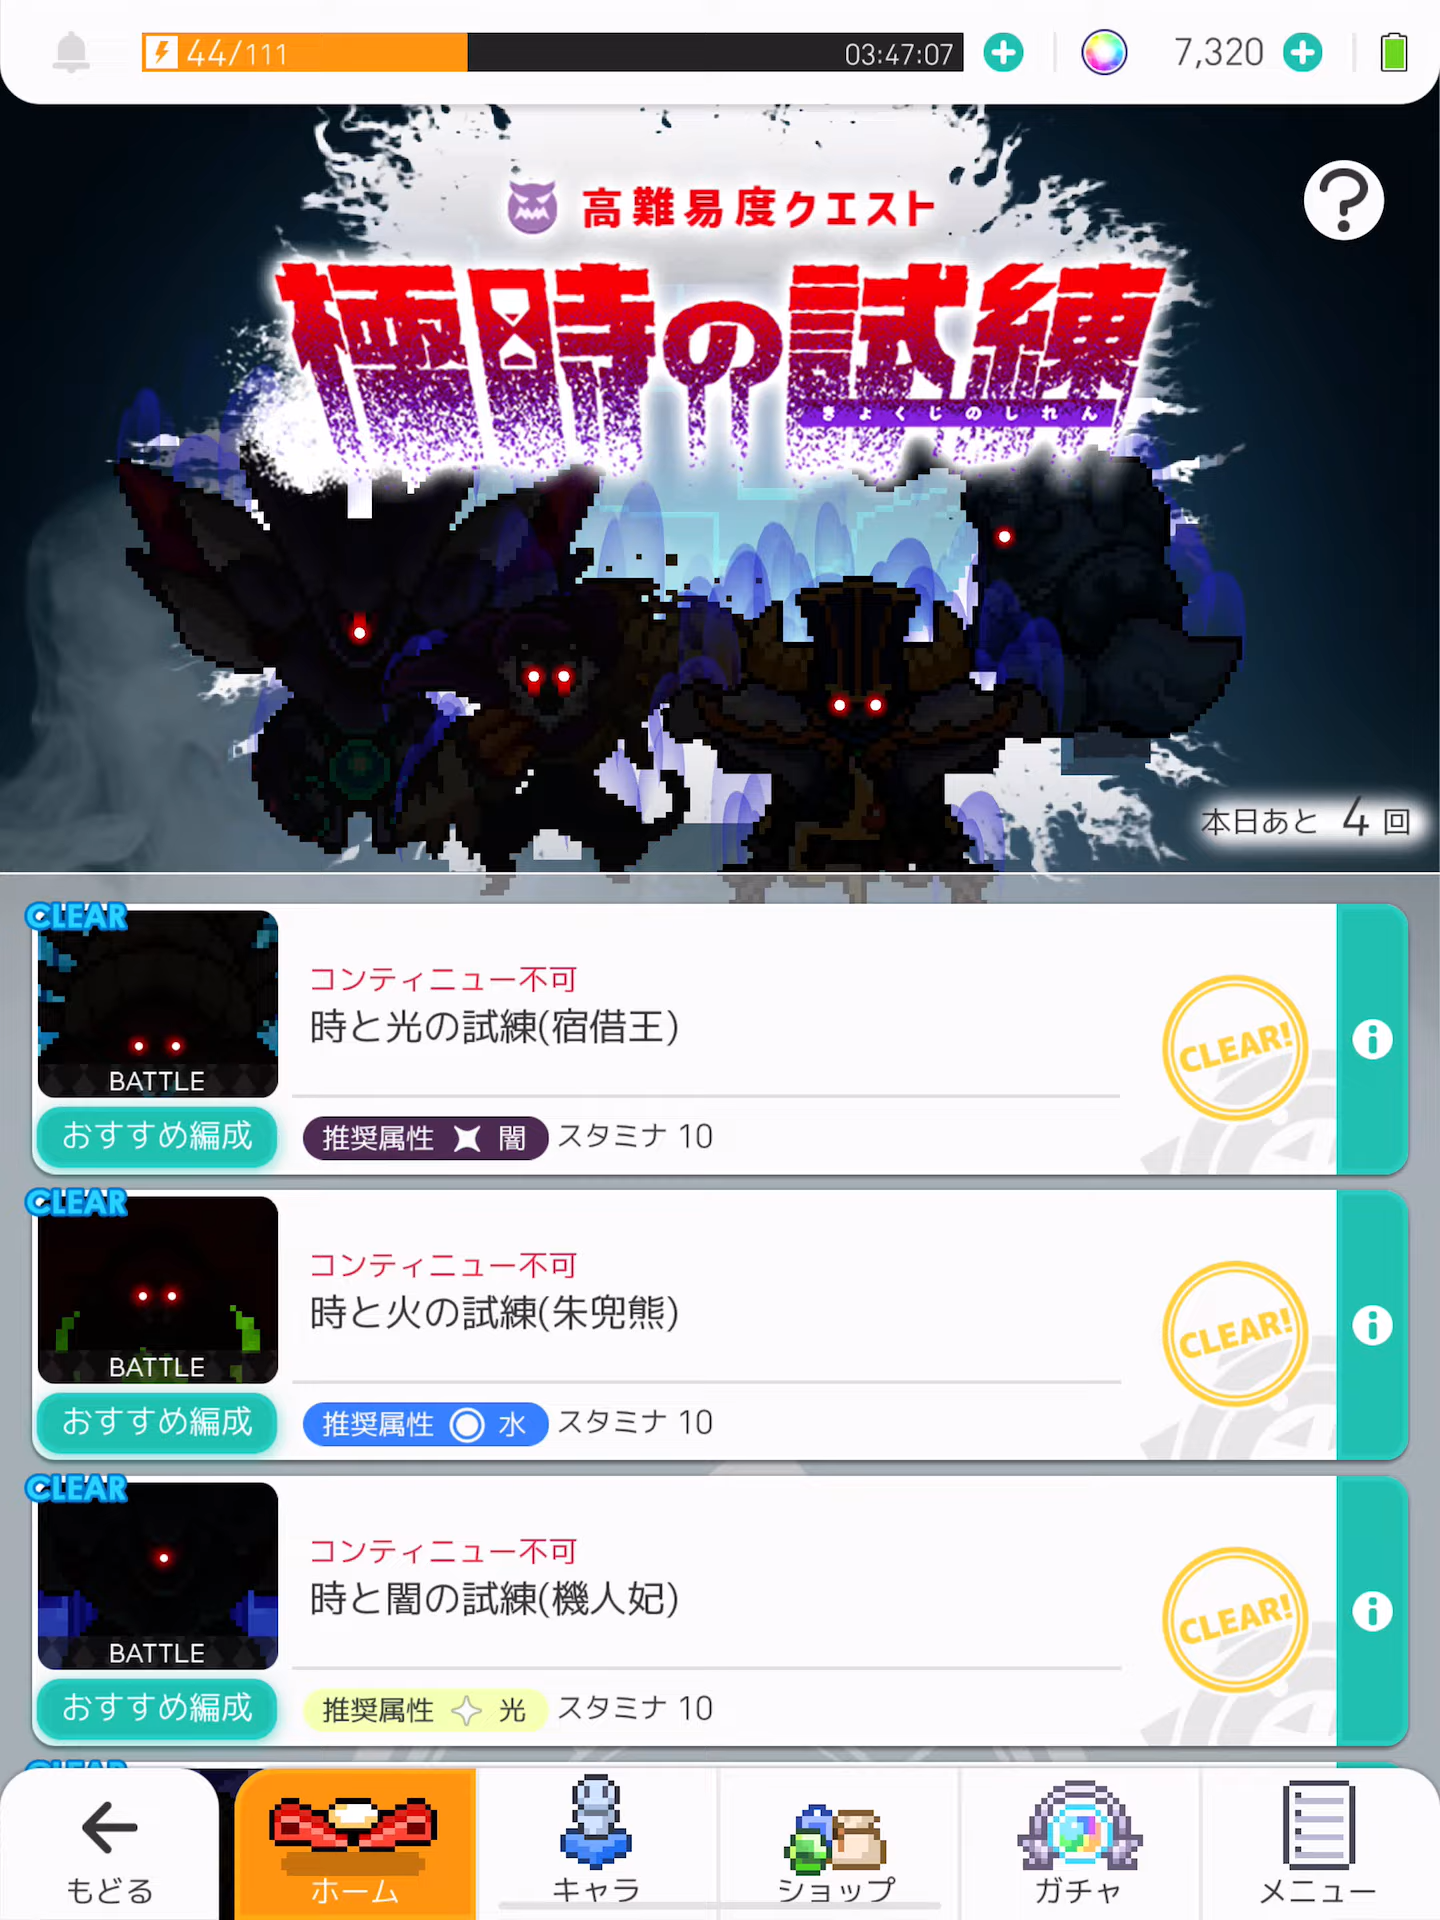 44/111
03:47:07
7,320
高難易度クエスト
極時の試練
きょくじのしれん
本日あと 4 回
CLEAR
コンティニュー不可
時と光の試練(宿借王)
CLEAR!
BATTLE
おすすめ編成
推奨属性 闇 スタミナ 10
CLEAR
コンティニュー不可
時と火の試練(朱兜熊)
CLEAR!
BATTLE
おすすめ編成
推奨属性 水 スタミナ 10
CLEAR
コンティニュー不可
時と闇の試練(機人妃)
CLEAR!
BATTLE
おすすめ編成
推奨属性 光 スタミナ 10
CLEAR
もどる
ホーム
キャラ
ショップ
ガチャ
メニュー